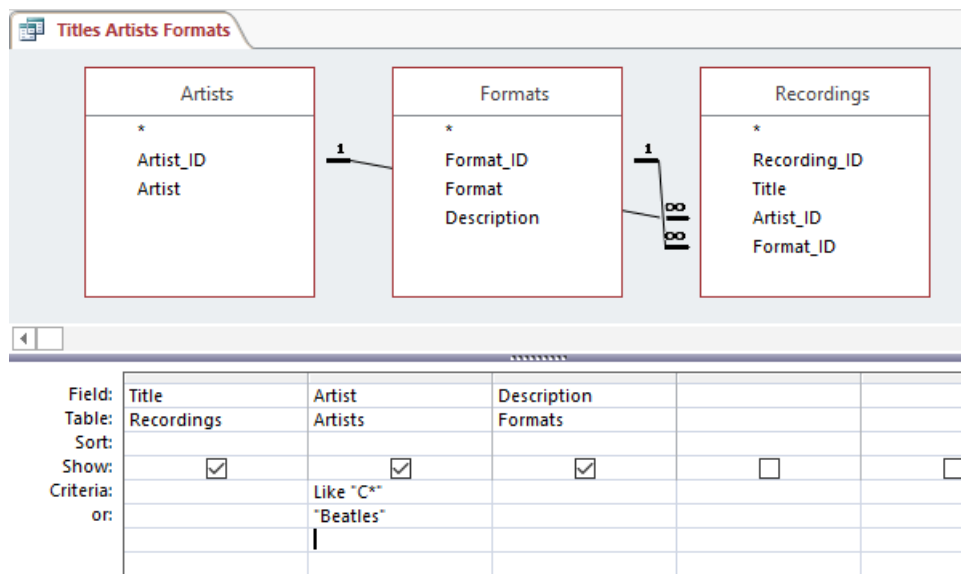 Titles Artists Formats
Artists Formats Recordings
* * *
Artist_ID 1 Format_ID 1 Recording_ID
Artist Format Title
Description ∞ Artist_ID
∞ Format_ID
Field: Title Artist Description
Table: Recordings Artists Formats
Sort:
Show:
Criteria: Like "C*"
or: "Beatles"